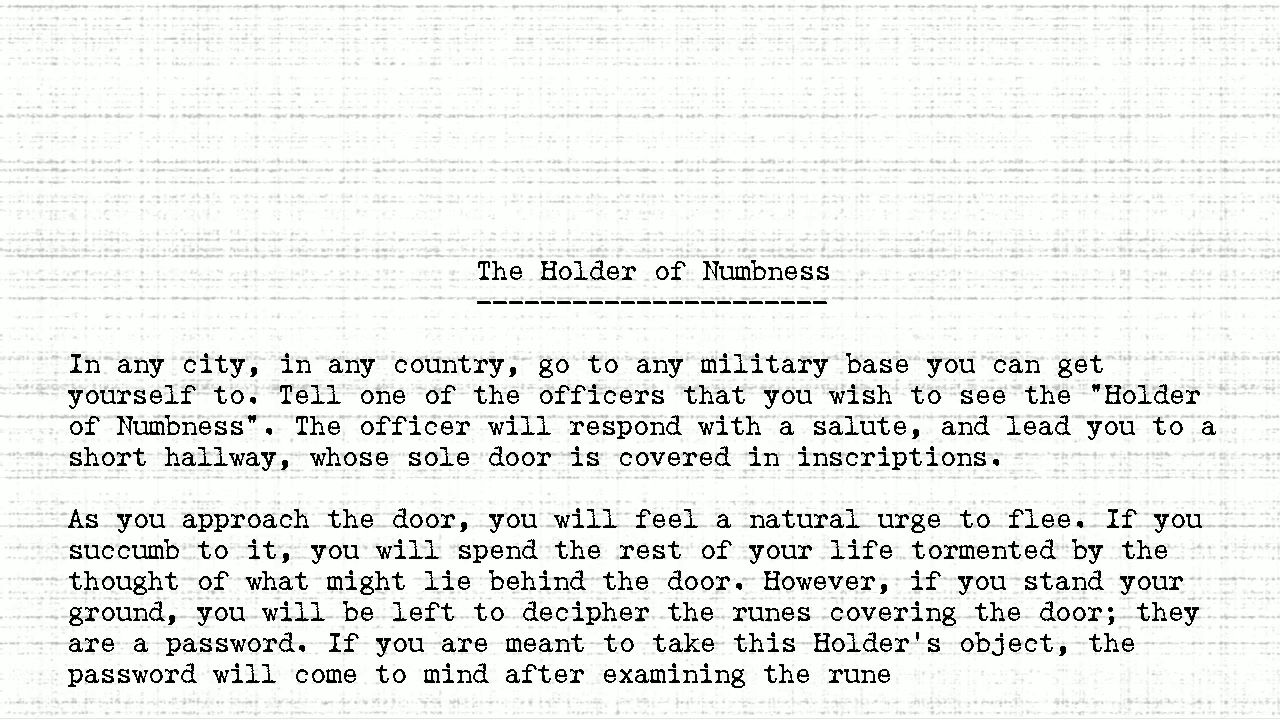 The Holder of Numbness
----------------------
In any city, in any country, go to any military base you can get
yourself to. Tell one of the officers that you wish to see the "Holder
of Numbness". The officer will respond with a salute, and lead you to a
short hallway, whose sole door is covered in inscriptions.
As you approach the door, you will feel a natural urge to flee. If you
succumb to it, you will spend the rest of your life tormented by the
thought of what might lie behind the door. However, if you stand your
ground, you will be left to decipher the runes covering the door; they
are a password. If you are meant to take this Holder's object, the
password will come to mind after examining the rune